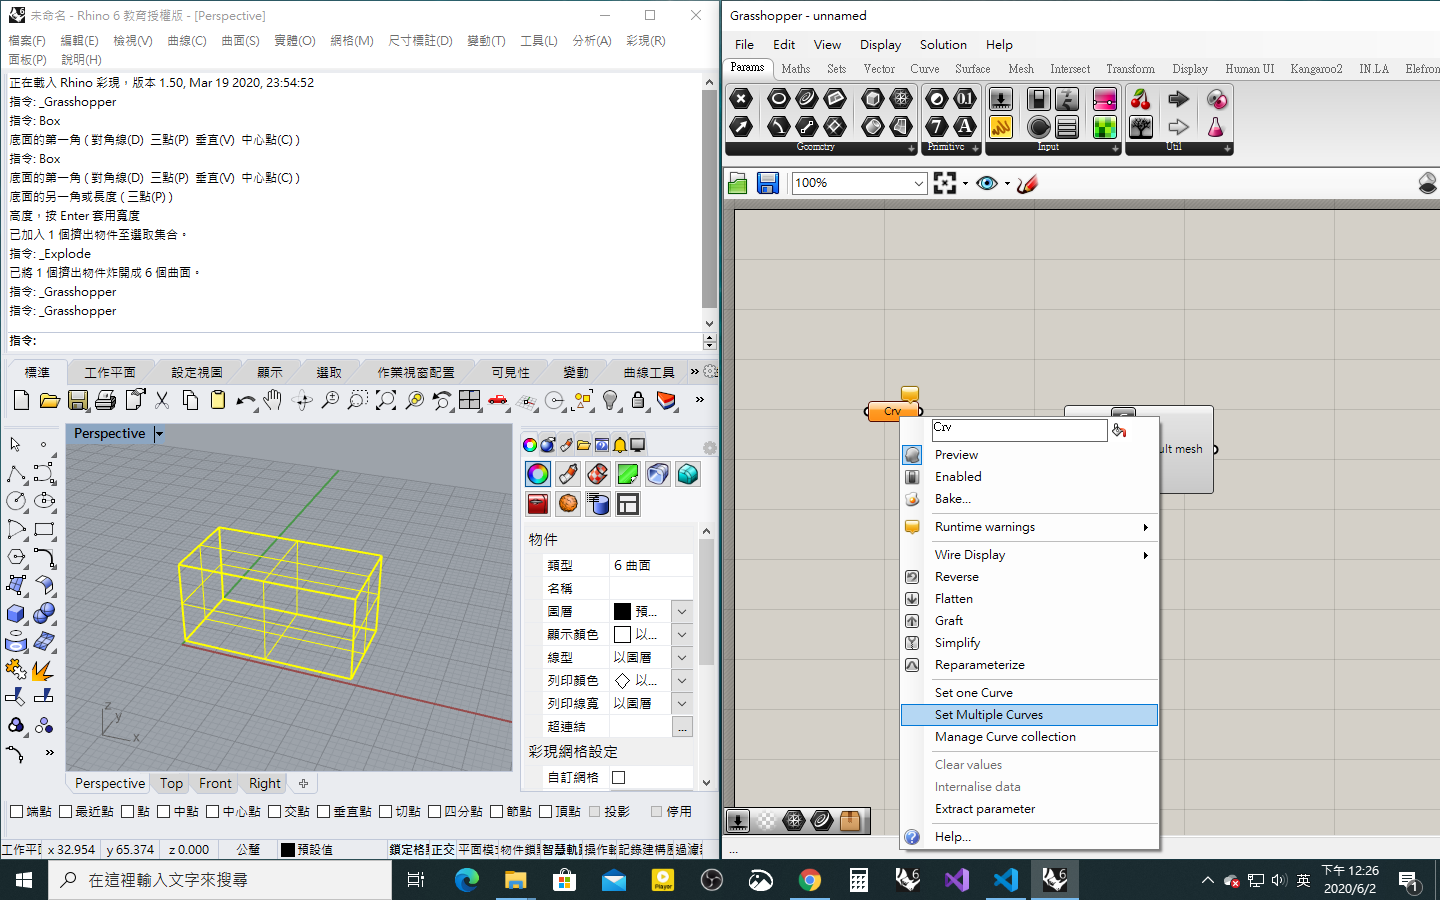 未命名 - Rhino 6 教育授權版 - [Perspective]
檔案(F) 編輯(E) 檢視(V) 曲線(C) 曲面(S) 實體(O) 網格(M) 尺寸標註(D) 變動(T) 工具(L) 分析(A) 彩現(R)
面板(P) 說明(H)
正在載入 Rhino 彩現，版本 1.50, Mar 19 2020, 23:54:52
指令: _Grasshopper
指令: Box
底面的第一角 ( 對角線(D) 三點(P) 垂直(V) 中心點(C) )
指令: Box
底面的第一角 ( 對角線(D) 三點(P) 垂直(V) 中心點(C) )
底面的另一角或長度 ( 三點(P) )
高度，按 Enter 套用寬度
已加入 1 個擠出物件至選取集合。
指令: _Explode
已將 1 個擠出物件炸開成 6 個曲面。
指令: _Grasshopper
指令: _Grasshopper
指令:
標準 工作平面 設定視圖 顯示 選取 作業視窗配置 可見性 變動 曲線工具 »
»
Perspective
z
y
x
»
Perspective Top Front Right
物件
類型 6 曲面
名稱
圖層 預...
顯示顏色 以...
線型 以圖層
列印顏色 以...
列印線寬 以圖層
超連結 ...
彩現網格設定
自訂網格
端點 最近點 點 中點 中心點 交點 垂直點 切點 四分點 節點 頂點 投影 停用
工作平 x 32.954 y 65.374 z 0.000 公釐 預設值 鎖定格 正交 平面模 物件鎖 智慧軌 操作軸 記錄建構 過濾
Grasshopper - unnamed
File Edit View Display Solution Help
Params Maths Sets Vector Curve Surface Mesh Intersect Transform Display Human UI Kangaroo2 IN.LA Elefron
Geometry Primitive Input Util
100%
Crv
ult mesh
Crv
Preview
Enabled
Bake...
Runtime warnings
Wire Display
Reverse
Flatten
Graft
Simplify
Reparameterize
Set one Curve
Set Multiple Curves
Manage Curve collection
Clear values
Internalise data
Extract parameter
Help...
...
在這裡輸入文字來搜尋
Player
英
下午 12:26
2020/6/2
1